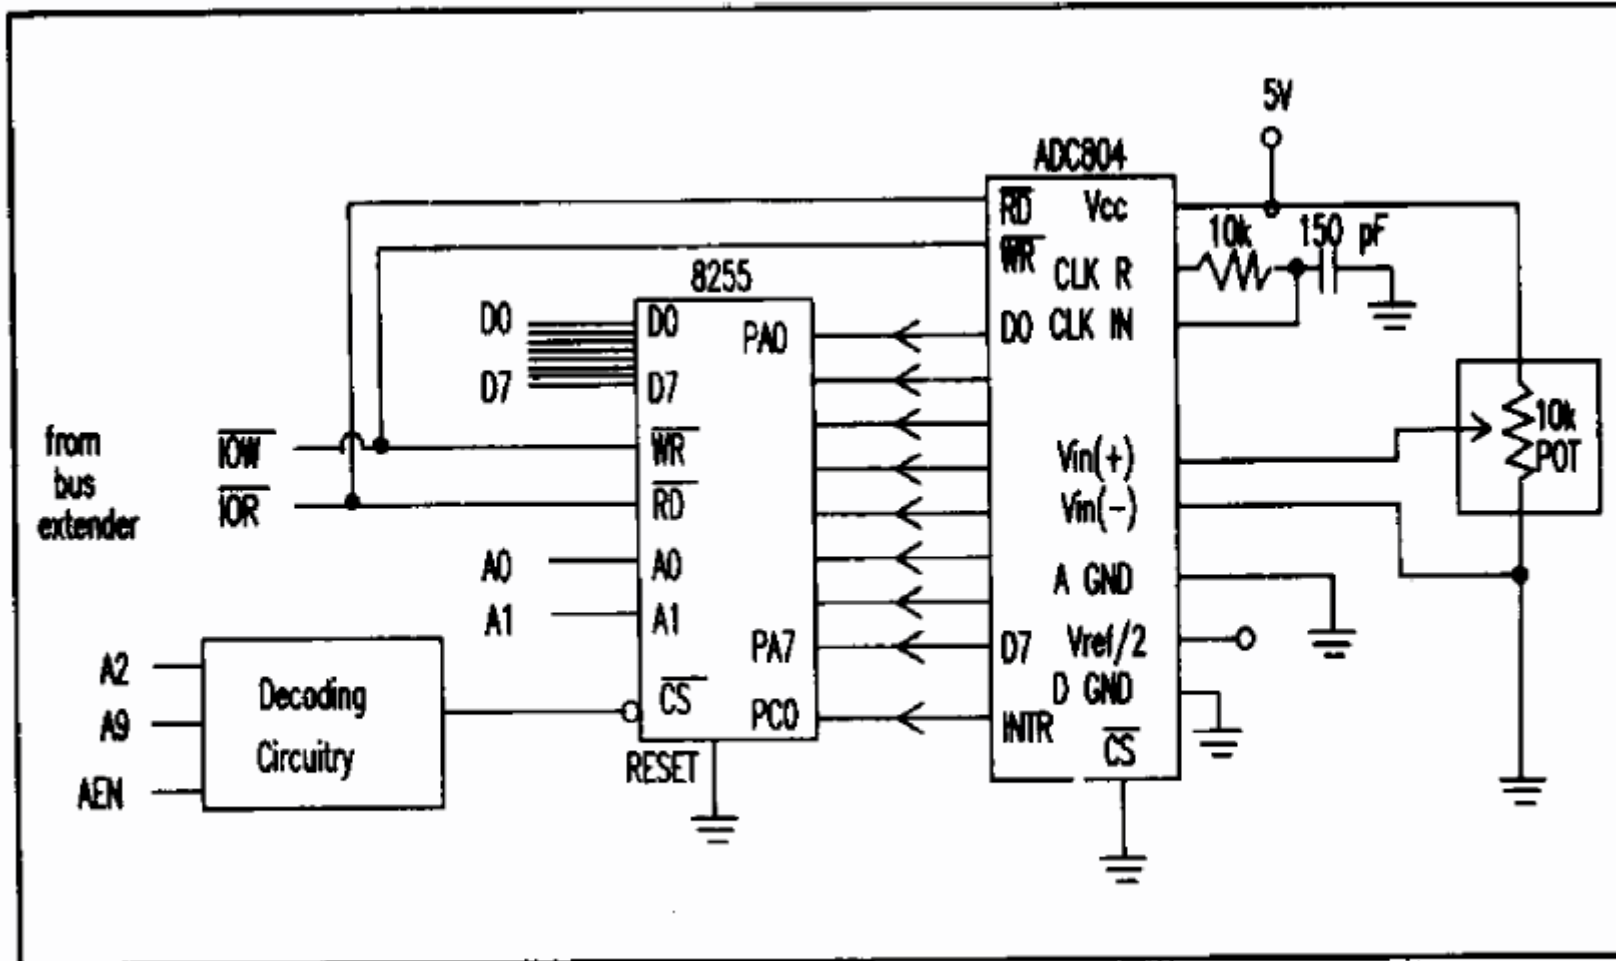 5V
ADC804
RD Vcc
10k 150 pF
WR
CLK R
8255
D0
D0
PA0
D0 CLK IN
D7
D7
10k
POT
from
bus
extender
IOW
WR
Vin(+)
IOR
RD
Vin(-)
A0
A0
A GND
A1
A1
PA7
D7 Vref/2
A2
Decoding
Circuitry
CS
D GND
A9
PC0
INTR
CS
AEN
RESET